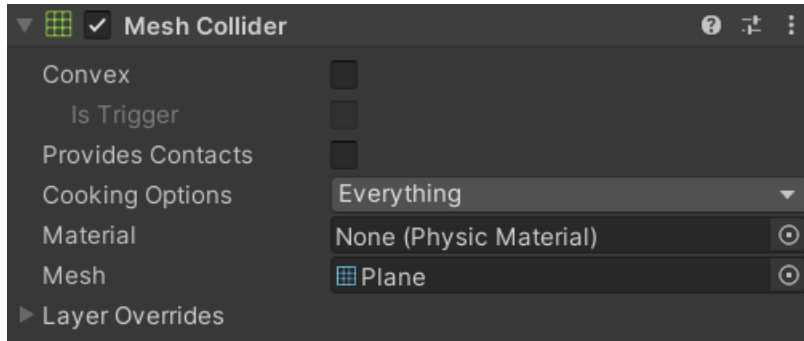 Mesh Collider
Convex
Is Trigger
Provides Contacts
Cooking Options Everything
Material None (Physic Material)
Mesh Plane
Layer Overrides